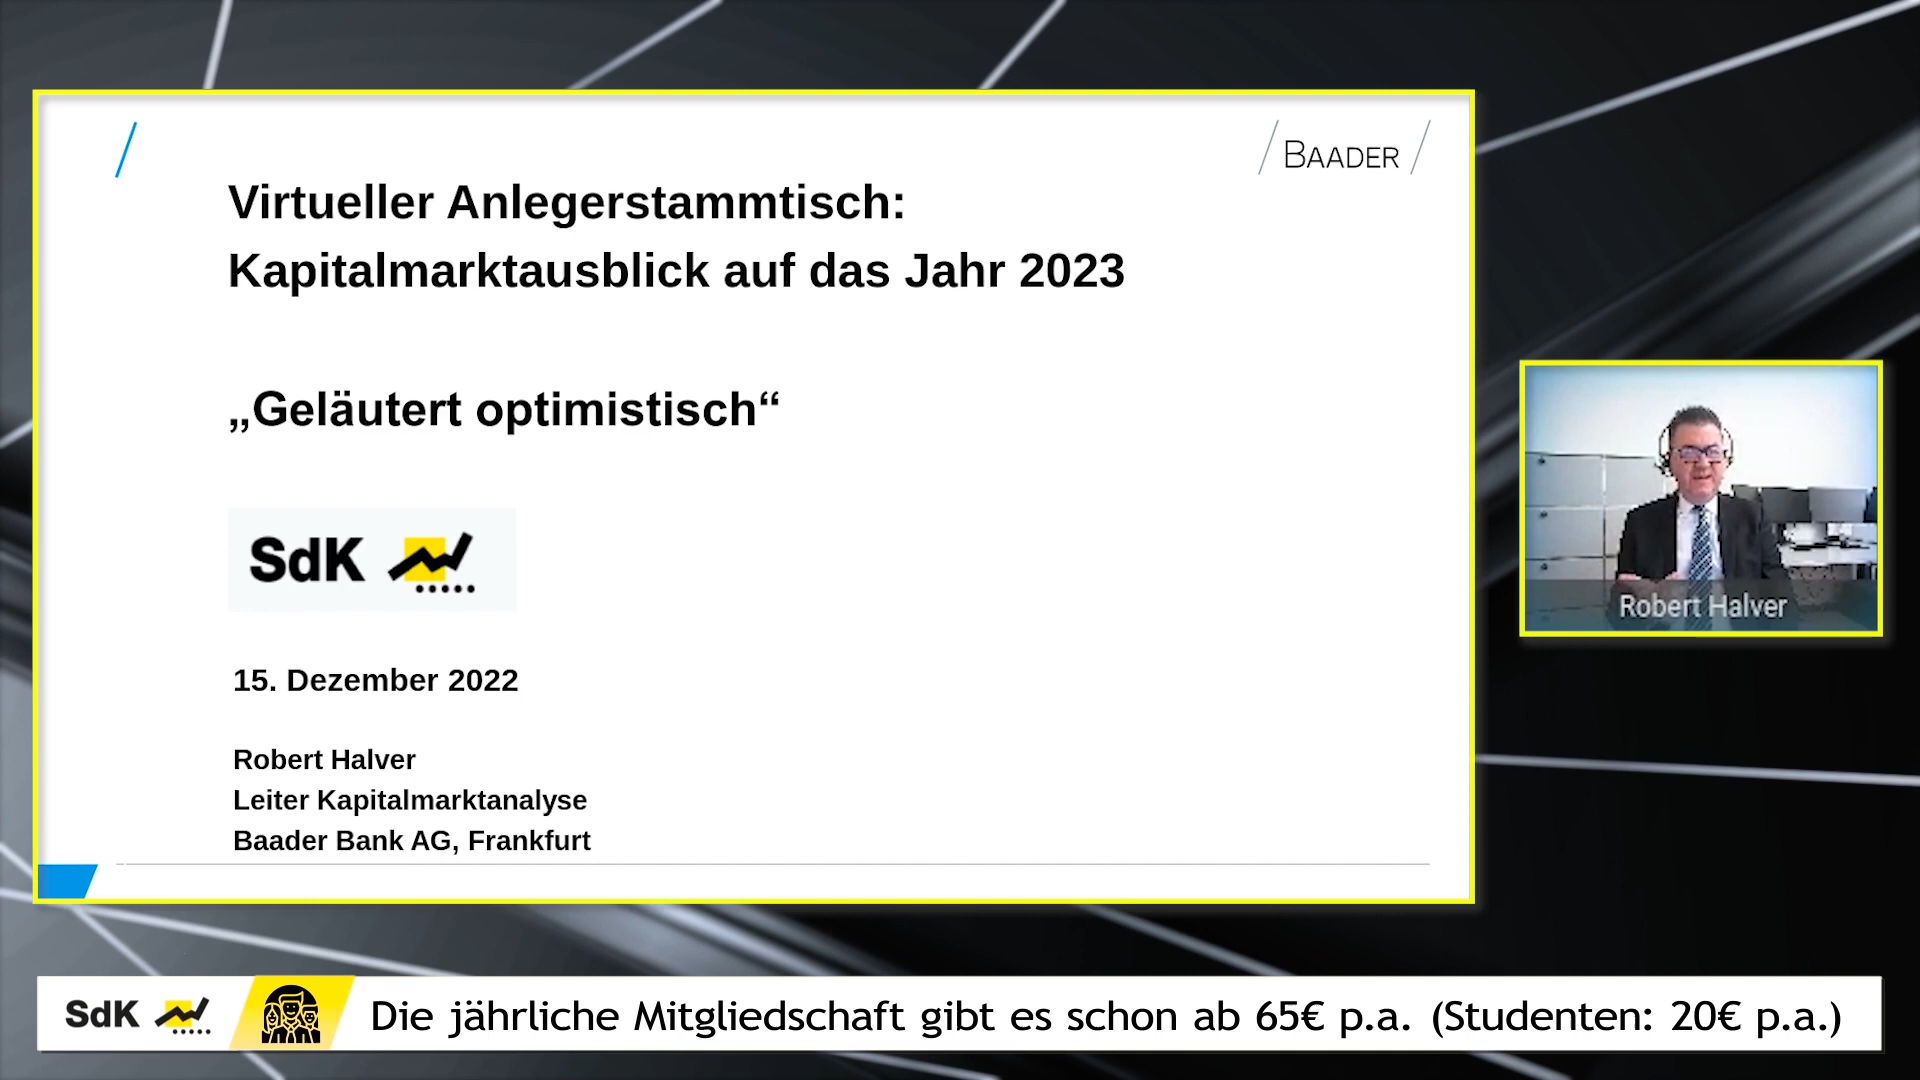 BAADER
Virtueller Anlegerstammtisch:
Kapitalmarktausblick auf das Jahr 2023
„Geläutert optimistisch“
SdK
15. Dezember 2022
Robert Halver
Leiter Kapitalmarktanalyse
Baader Bank AG, Frankfurt
Robert Halver
SdK
Die jährliche Mitgliedschaft gibt es schon ab 65€ p.a. (Studenten: 20€ p.a.)